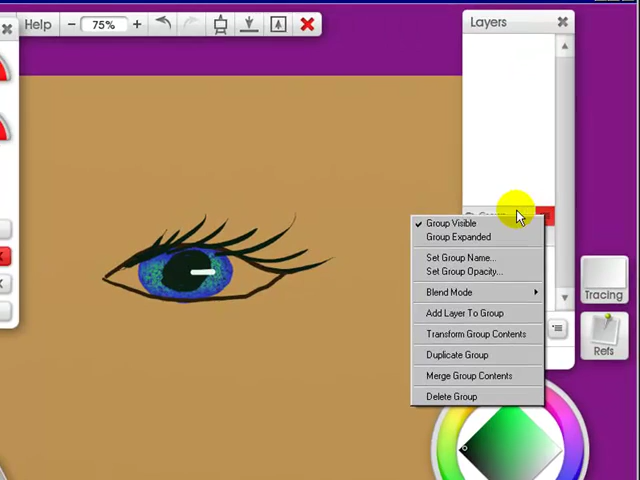 Help
75%
Layers
Group Visible
Group Expanded
Set Group Name...
Set Group Opacity...
Blend Mode
Add Layer To Group
Transform Group Contents
Duplicate Group
Merge Group Contents
Delete Group
Tracing
Refs